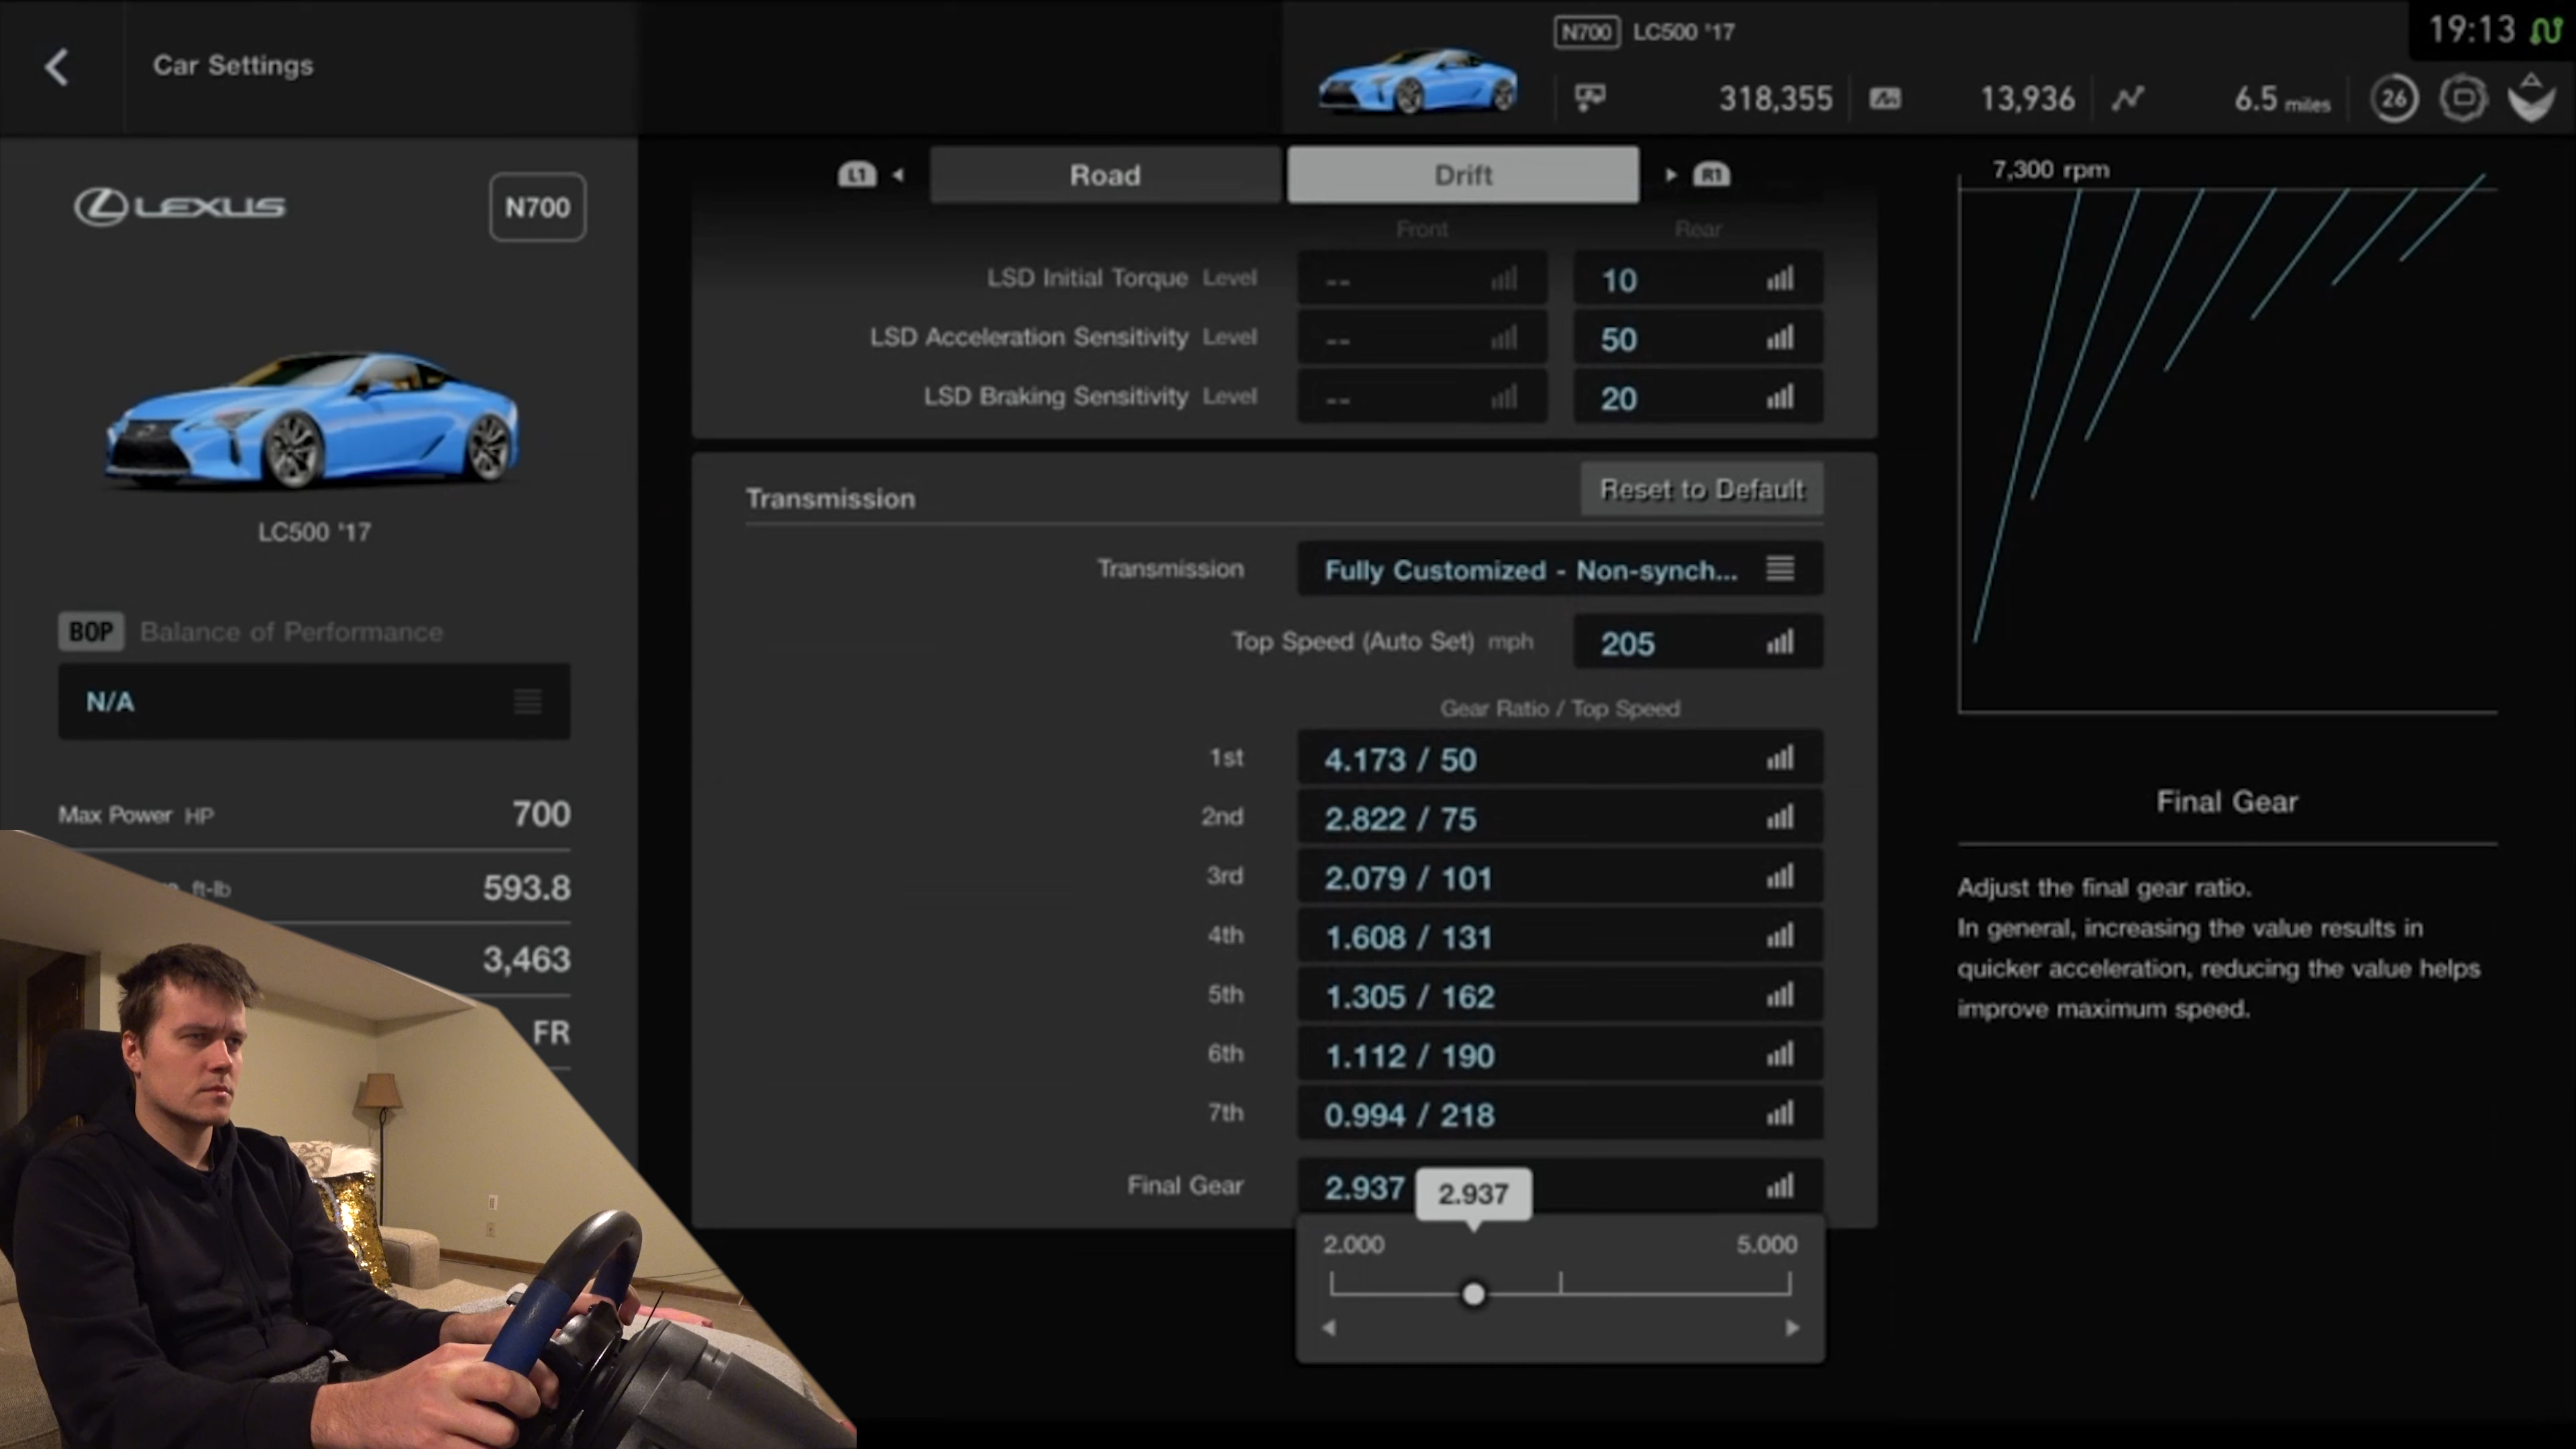 Car Settings
N700 LC500 '17
19:13
318,355
13,936
6.5 miles
26
LEXUS
N700
LC500 '17
BOP Balance of Performance
N/A
Max Power HP 700
ft-lb 593.8
3,463
FR
L1 Road Drift R1
Front Rear
LSD Initial Torque Level -- 10
LSD Acceleration Sensitivity Level -- 50
LSD Braking Sensitivity Level -- 20
Transmission Reset to Default
Transmission Fully Customized - Non-synch...
Top Speed (Auto Set) mph 205
Gear Ratio / Top Speed
1st 4.173 / 50
2nd 2.822 / 75
3rd 2.079 / 101
4th 1.608 / 131
5th 1.305 / 162
6th 1.112 / 190
7th 0.994 / 218
Final Gear 2.937 2.937
2.000 5.000
7,300 rpm
Final Gear
Adjust the final gear ratio.
In general, increasing the value results in
quicker acceleration, reducing the value helps
improve maximum speed.